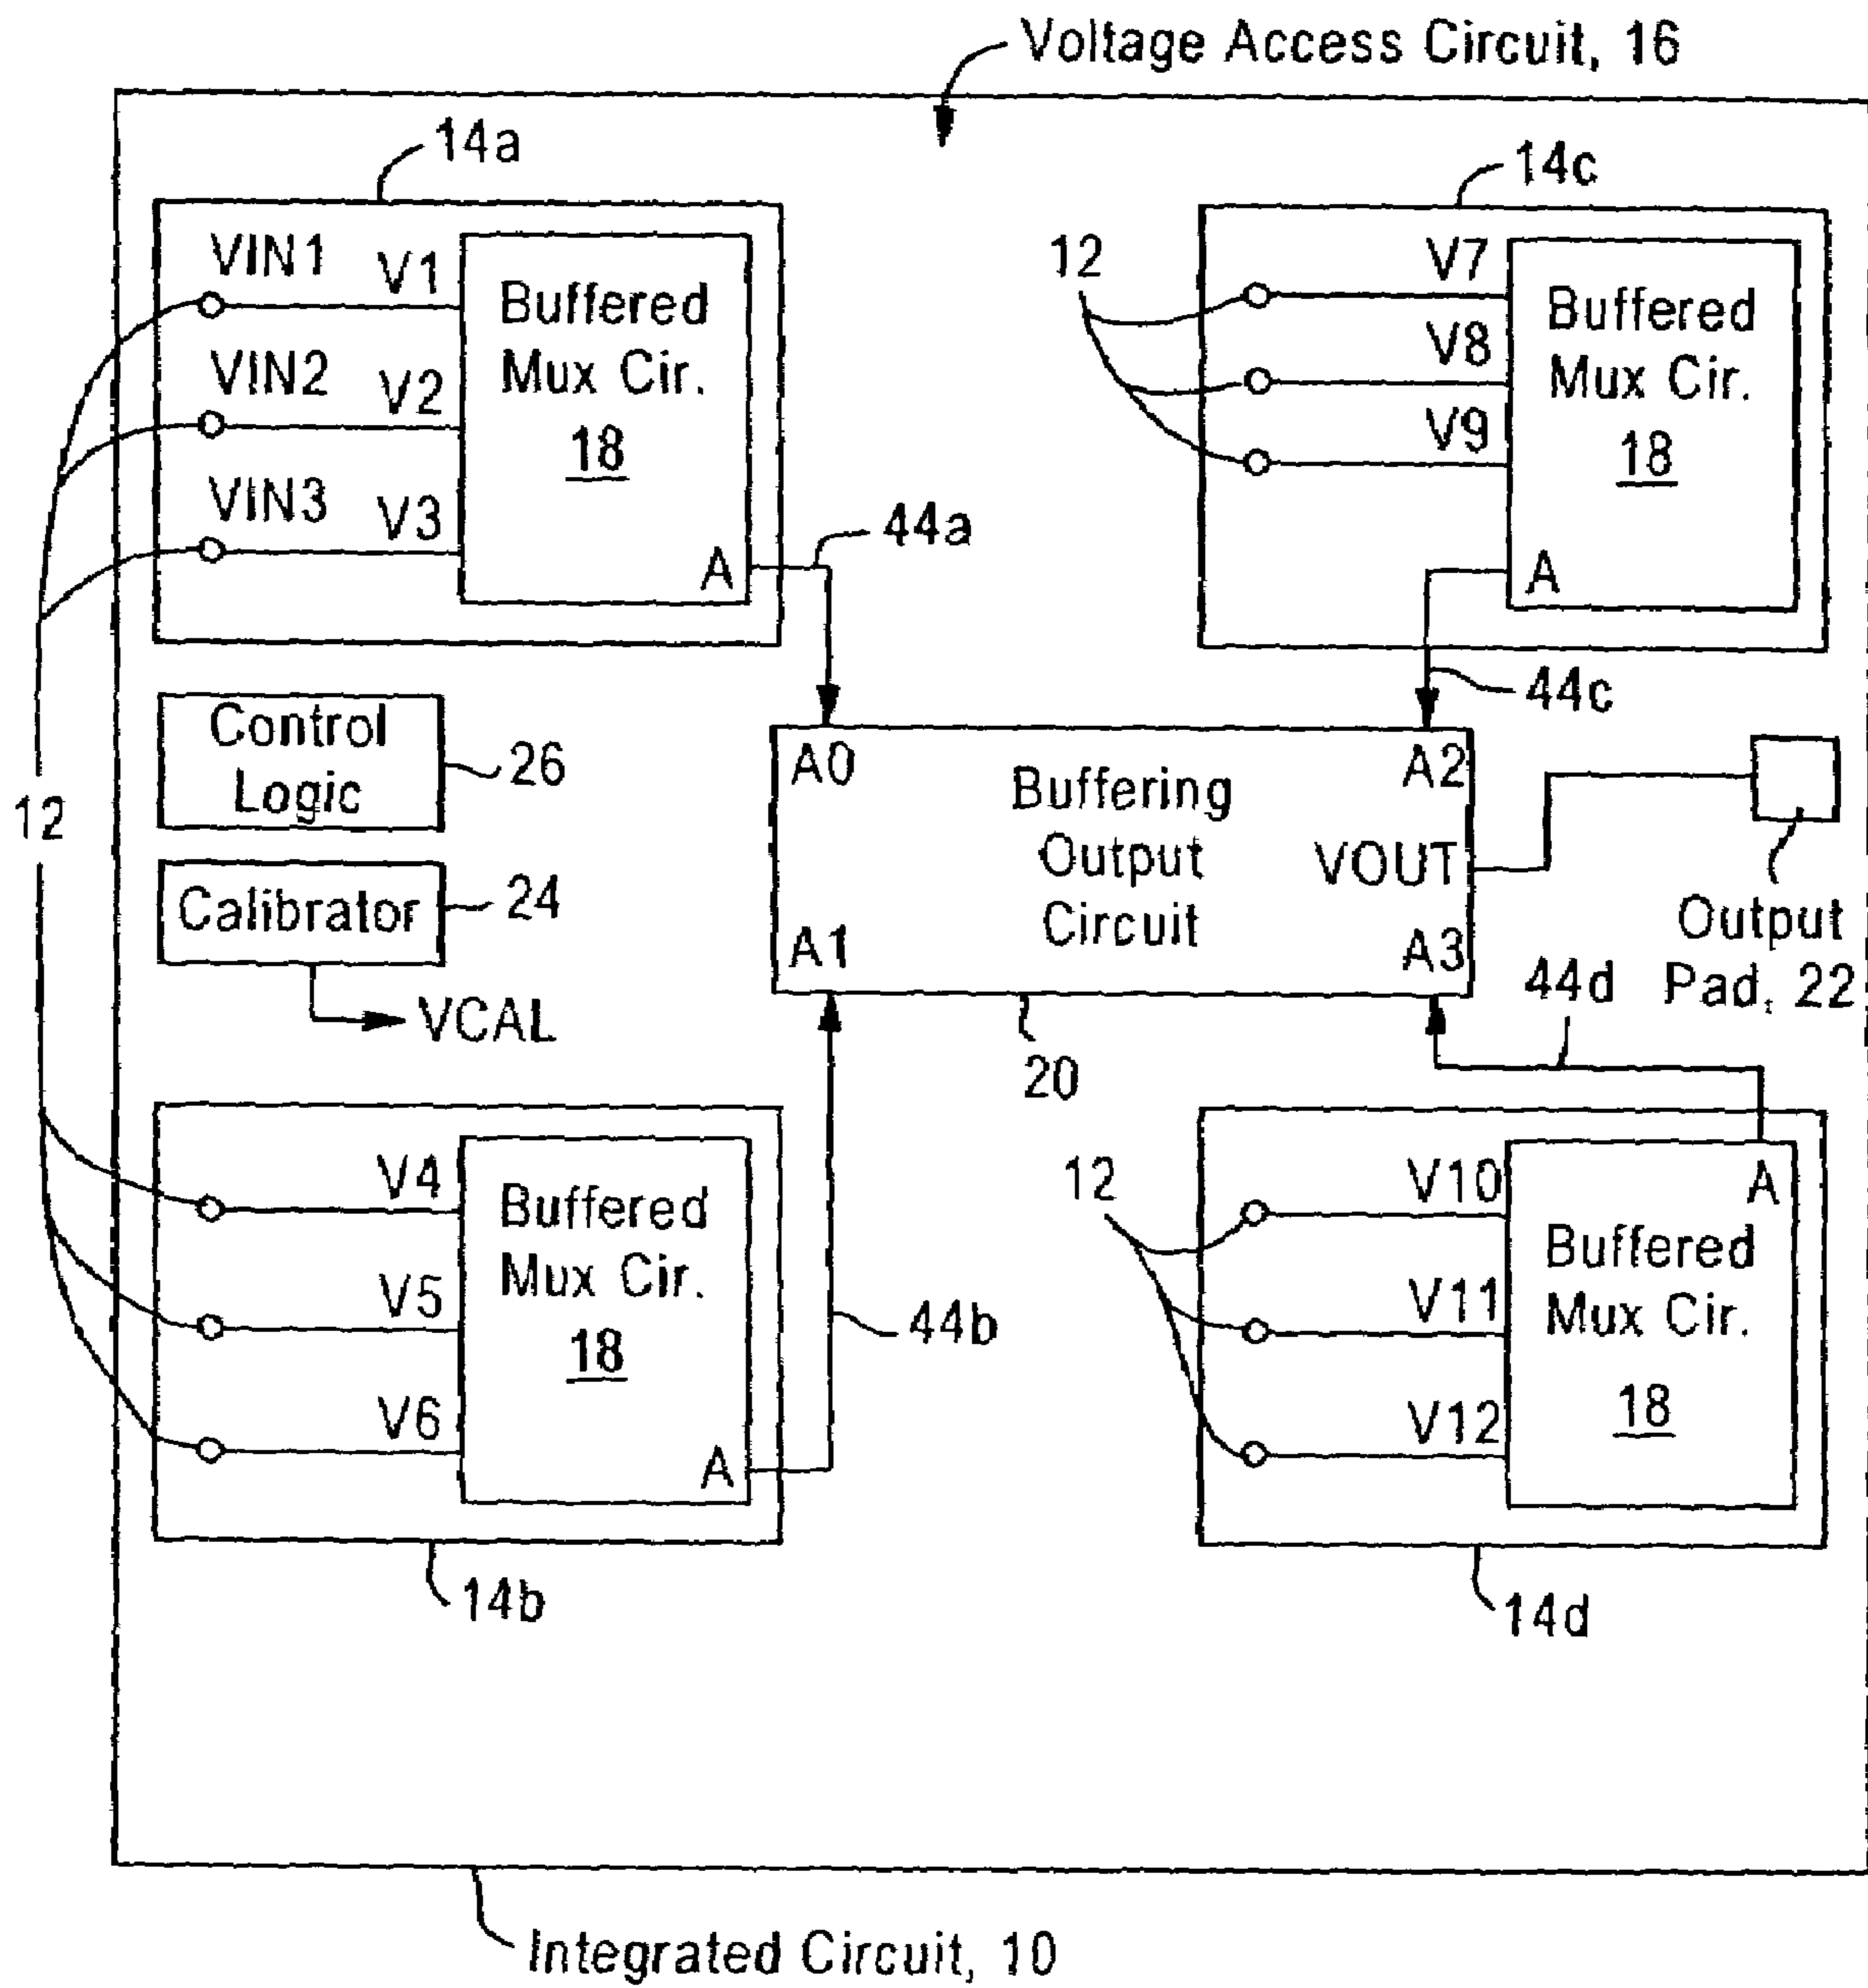 Voltage Access Circuit, 16
14a
VIN1 V1
VIN2 V2
VIN3 V3
Buffered
Mux Cir.
18
A
44a
14c
12
V7
V8
V9
Buffered
Mux Cir.
18
A
44c
Control
Logic
26
12
Calibrator
24
VCAL
A0
A1
Buffering
Output
Circuit
A2
VOUT
A3
20
Output
Pad, 22
44d
V4
V5
V6
Buffered
Mux Cir.
18
A
44b
14b
12
V10
V11
V12
A
Buffered
Mux Cir.
18
14d
Integrated Circuit, 10